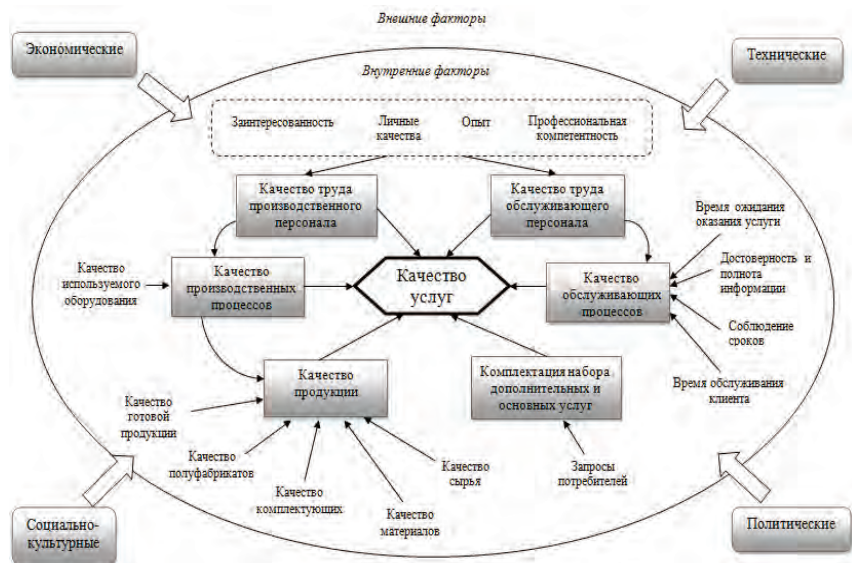 Внешние факторы
Экономические
Технические
Внутренние факторы
Заинтересованность
Личные
качества
Опыт
Профессиональная
компетентность
Качество труда
производственного
персонала
Качество труда
обслуживающего
персонала
Время ожидания
оказания услуги
Качество
используемого
оборудования
Качество
производственных
процессов
Качество
услуг
Качество
обслуживающих
процессов
Достоверность и
полнота
информации
Соблюдение
сроков
Качество
продукции
Комплектация набора
дополнительных и
основных услуг
Время обслуживания
клиента
Качество
готовой
продукции
Качество
полуфабрикатов
Качество
комплектующих
Качество
материалов
Качество
сырья
Запросы
потребителей
Социально-
культурные
Политические